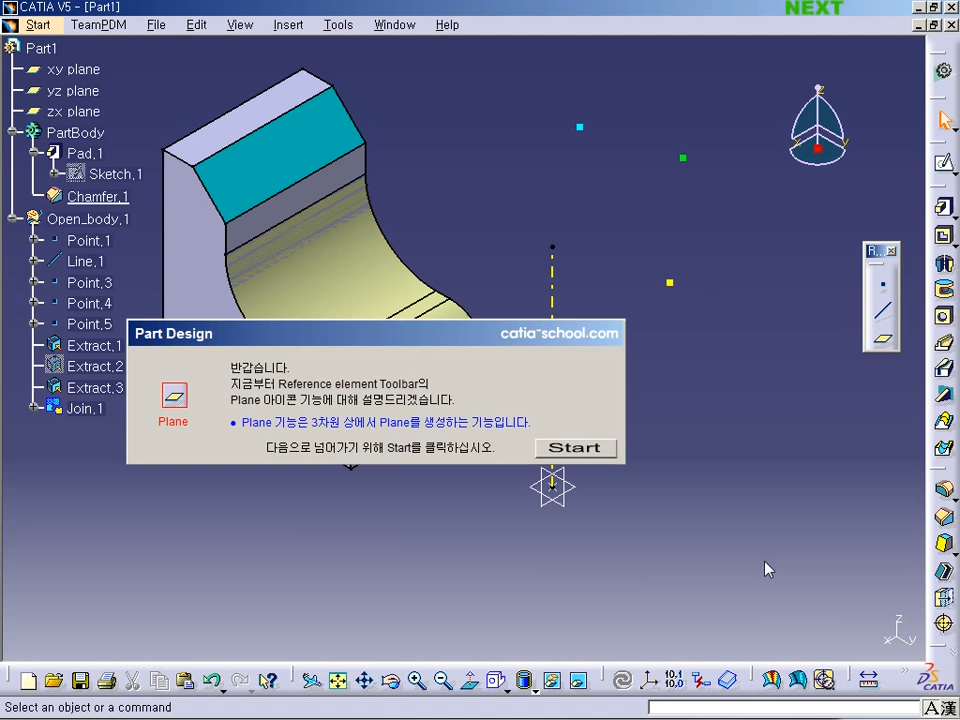 CATIA V5 - [Part1]
NEXT
Start TeamPDM File Edit View Insert Tools Window Help
Part1
xy plane
yz plane
zx plane
PartBody
Pad,1
Sketch,1
Chamfer,1
Open_body,1
Point,1
Line,1
Point,3
Point,4
Point,5
Extract,1
Extract,2
Extract,3
Join,1
z
y
R...
Part Design
catia-school.com
반갑습니다.
지금부터 Reference element Toolbar의
Plane 아이콘 기능에 대해 설명드리겠습니다.
Plane
• Plane 기능은 3차원 상에서 Plane를 생성하는 기능입니다.
다음으로 넘어가기 위해 Start를 클릭하십시오.
Start
z
x y
10,1
10,0
CATIA
Select an object or a command
A漢